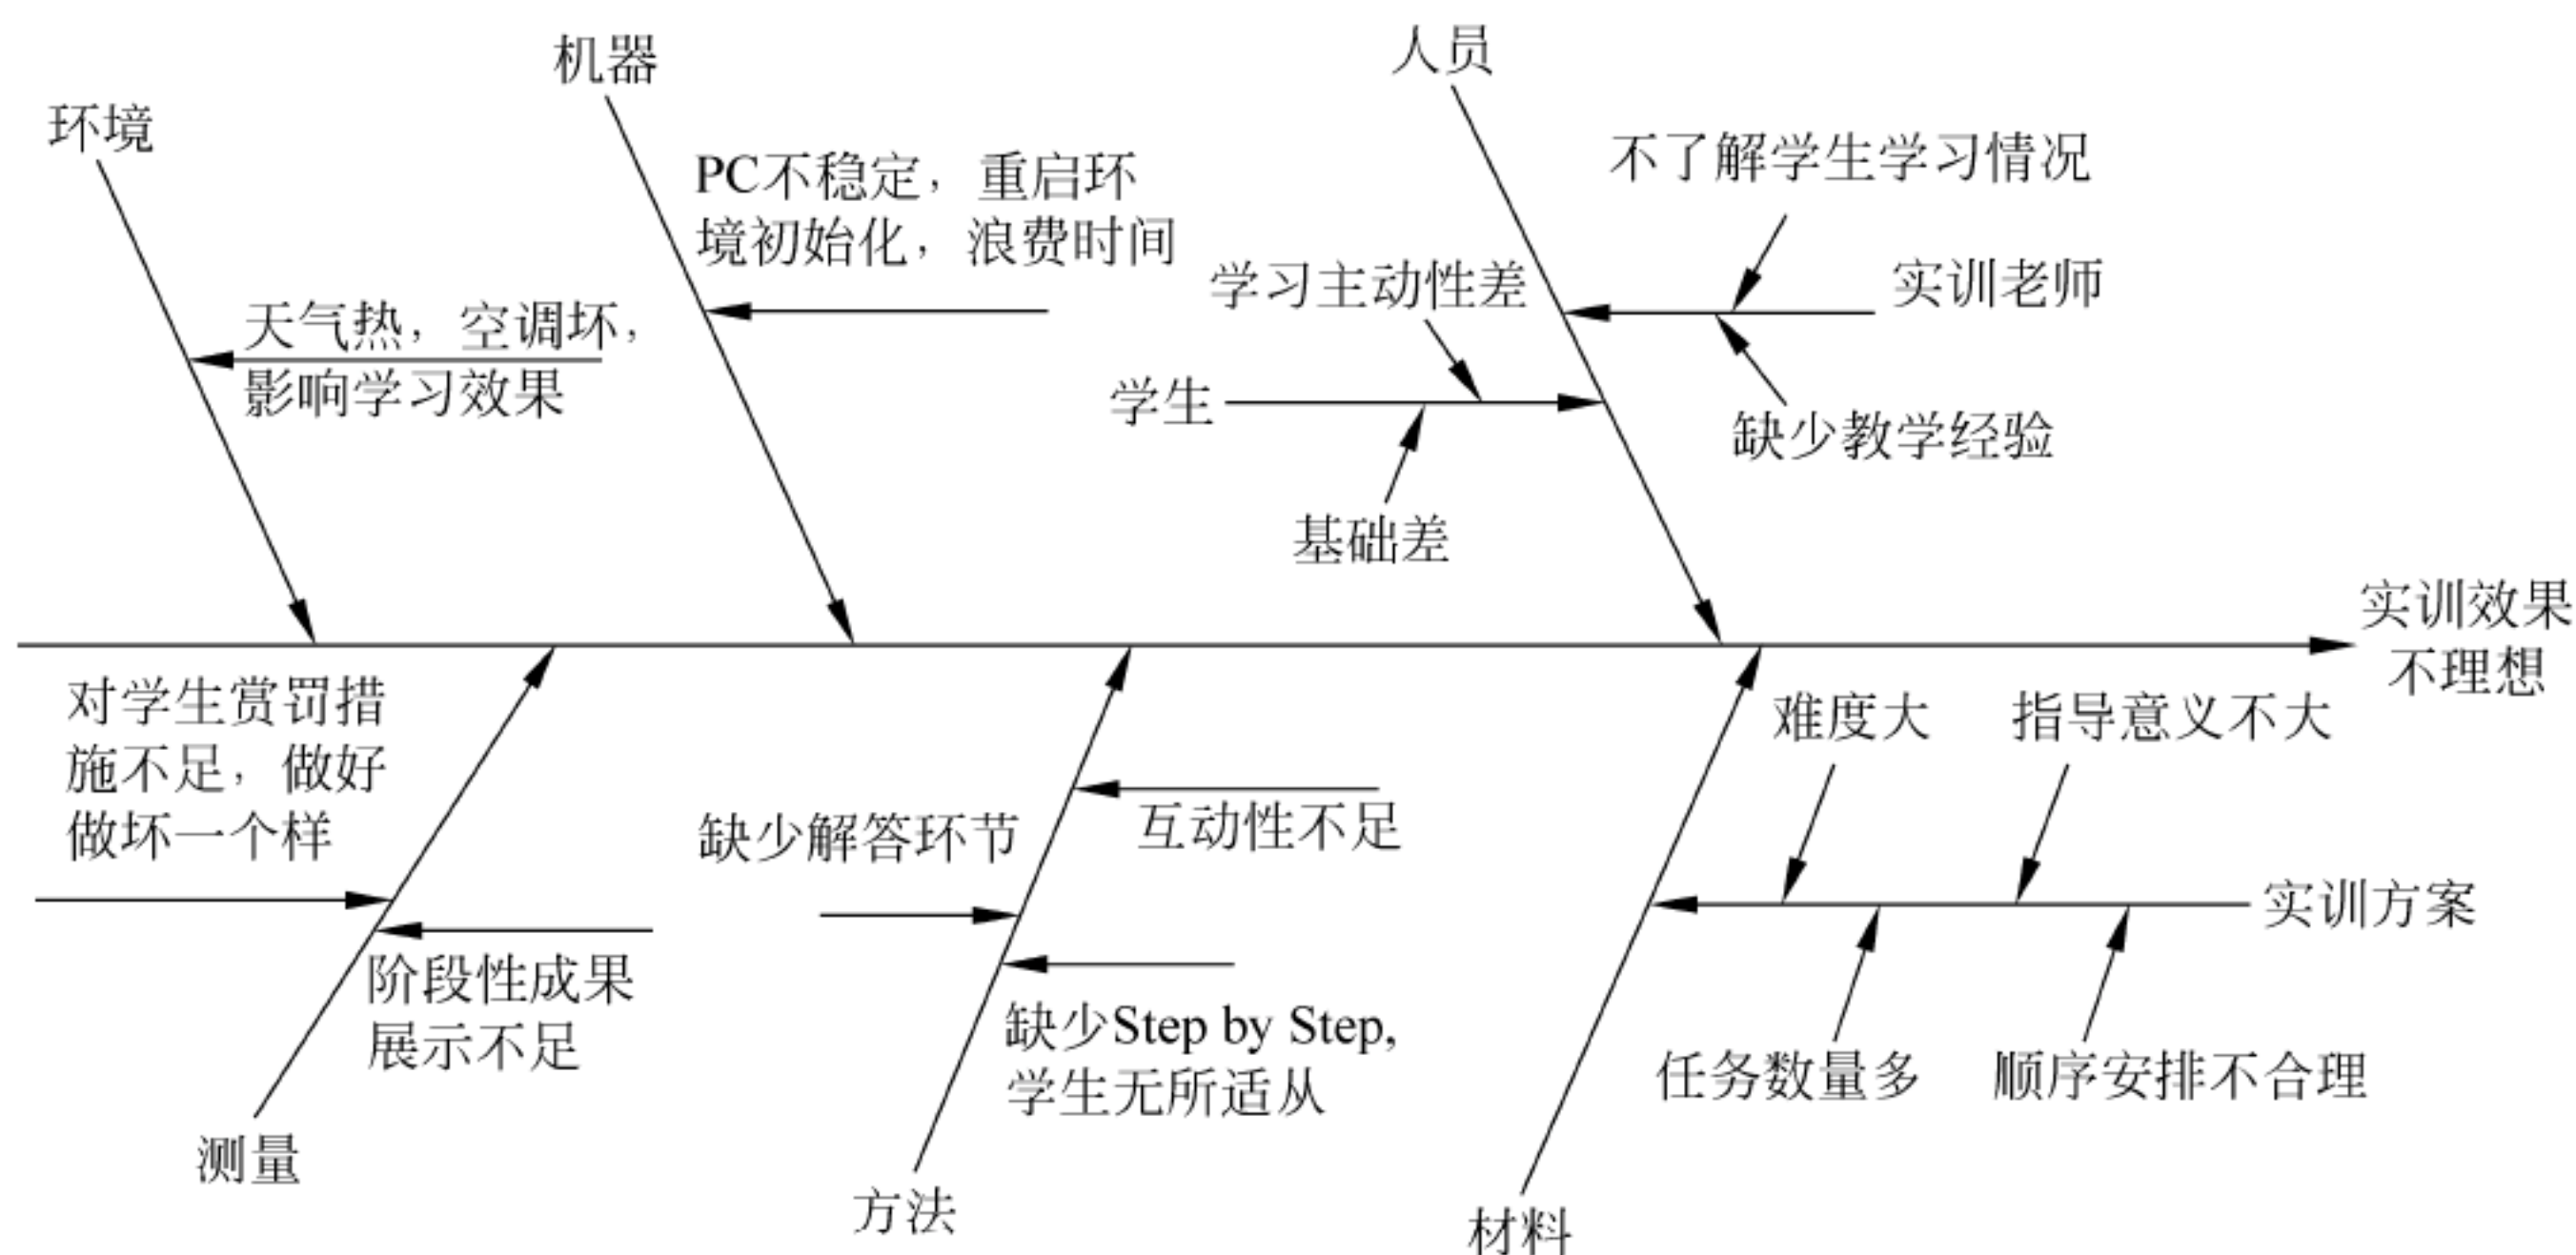 机器
人员
环境
不了解学生学习情况
PC不稳定，重启环
境初始化，浪费时间
学习主动性差
实训老师
天气热，空调坏，
影响学习效果
学生
缺少教学经验
基础差
实训效果
不理想
对学生赏罚措
施不足，做好
做坏一个样
难度大
指导意义不大
缺少解答环节
互动性不足
实训方案
阶段性成果
展示不足
缺少Step by Step,
学生无所适从
任务数量多
顺序安排不合理
测量
方法
材料